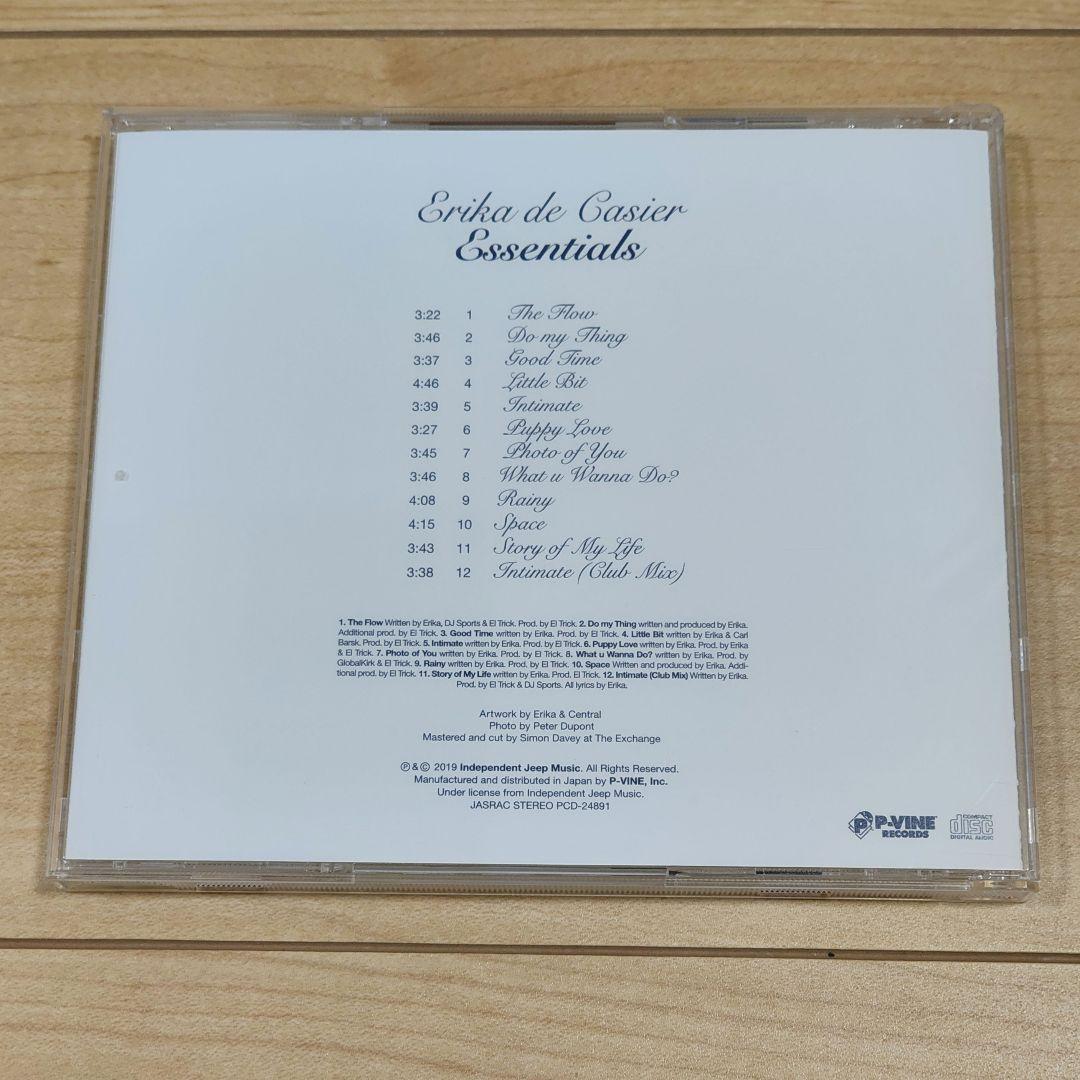 Erika de Casier
Essentials
3:22 1 The Flow
3:46 2 Do my Thing
3:37 3 Good Time
4:46 4 Little Bit
3:39 5 Intimate
3:27 6 Puppy Love
3:45 7 Photo of You
3:46 8 What u Wanna Do?
4:08 9 Rainy
4:15 10 Space
3:43 11 Story of My Life
3:38 12 Intimate (Club Mix)
1. The Flow Written by Erika, DJ Sports & El Trick. Prod. by El Trick. 2. Do my Thing written and produced by Erika.
Additional prod. by El Trick. 3. Good Time written by Erika. Prod. by El Trick. 4. Little Bit written by Erika & Carl
Barsk. Prod. by El Trick. 5. Intimate written by Erika. Prod. by El Trick. 6. Puppy Love written by Erika. Prod. by Erika
& El Trick. 7. Photo of You written by Erika. Prod. by El Trick. 8. What u Wanna Do? written by Erika. Prod. by
GlobalKirk & El Trick. 9. Rainy written by Erika. Prod. by El Trick. 10. Space Written and produced by Erika. Addi-
tional prod. by El Trick. 11. Story of My Life written by Erika. Prod. El Trick. 12. Intimate (Club Mix) Written by Erika.
Prod. by El Trick & DJ Sports. All lyrics by Erika.
Artwork by Erika & Central
Photo by Peter Dupont
Mastered and cut by Simon Davey at The Exchange
℗&© 2019 Independent Jeep Music. All Rights Reserved.
Manufactured and distributed in Japan by P-VINE, Inc.
Under license from Independent Jeep Music.
JASRAC STEREO PCD-24891
P P-VINE RECORDS
COMPACT disc DIGITAL AUDIO